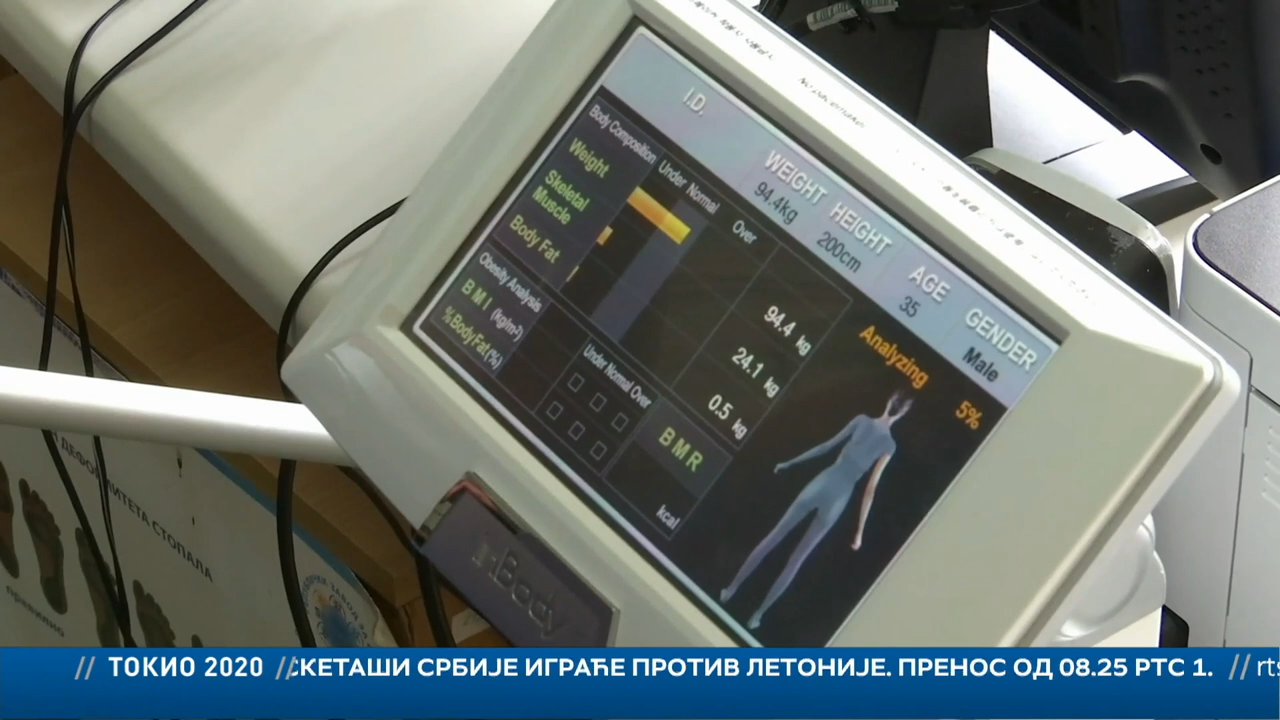 I.D.
WEIGHT
94.4kg
HEIGHT
200cm
AGE
35
GENDER
Male
Body Composition
Under Normal Over
Weight
94.4 kg
Skeletal
Muscle
24.1 kg
Body Fat
0.5 kg
Obesity Analysis
Under Normal Over
BMI (kg/m²)
%Body Fat (%)
BMR
kcal
Analyzing
5%
InBody
ДЕФОРМИТЕТА СТОПАЛА
// ТОКИО 2020 // СКЕТАШИ СРБИЈЕ ИГРАЋЕ ПРОТИВ ЛЕТОНИЈЕ. ПРЕНОС ОД 08.25 РТС 1. // rts